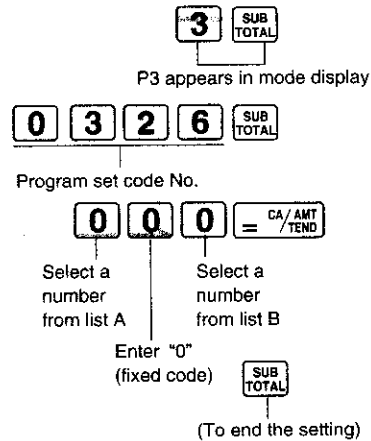 3 SUB TOTAL
P3 appears in mode display
0 3 2 6 SUB TOTAL
Program set code No.
0 0 0 = CA/AMT TEND
Select a number from list A
Select a number from list B
Enter "0" (fixed code)
SUB TOTAL
(To end the setting)